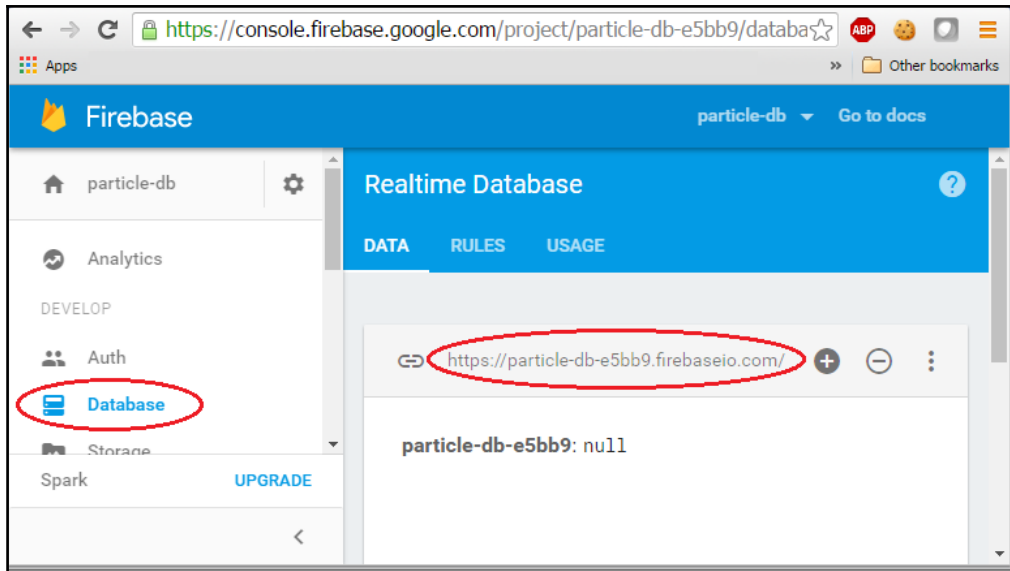 https://console.firebase.google.com/project/particle-db-e5bb9/databa
ABP
Apps
» Other bookmarks
Firebase
particle-db Go to docs
particle-db
Realtime Database
?
DATA RULES USAGE
Analytics
DEVELOP
Auth
https://particle-db-e5bb9.firebaseio.com/
Database
Storage
particle-db-e5bb9: null
Spark UPGRADE